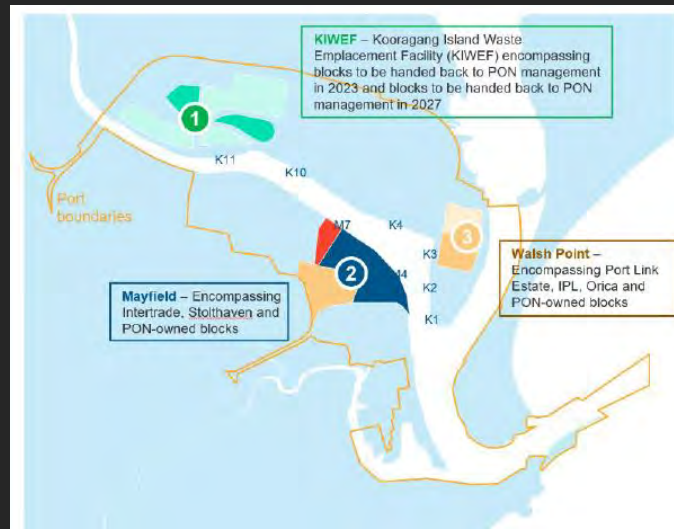 KIWEF – Kooragang Island Waste
Emplacement Facility (KIWEF) encompassing
blocks to be handed back to PON management
in 2023 and blocks to be handed back to PON
management in 2027
1
K11
K10
Port
boundaries
M7
K4
3
K3
2
K2
K1
Walsh Point –
Encompassing Port Link
Estate, IPL, Orica and
PON-owned blocks
Mayfield – Encompassing
Intertrade, Stolthaven and
PON-owned blocks